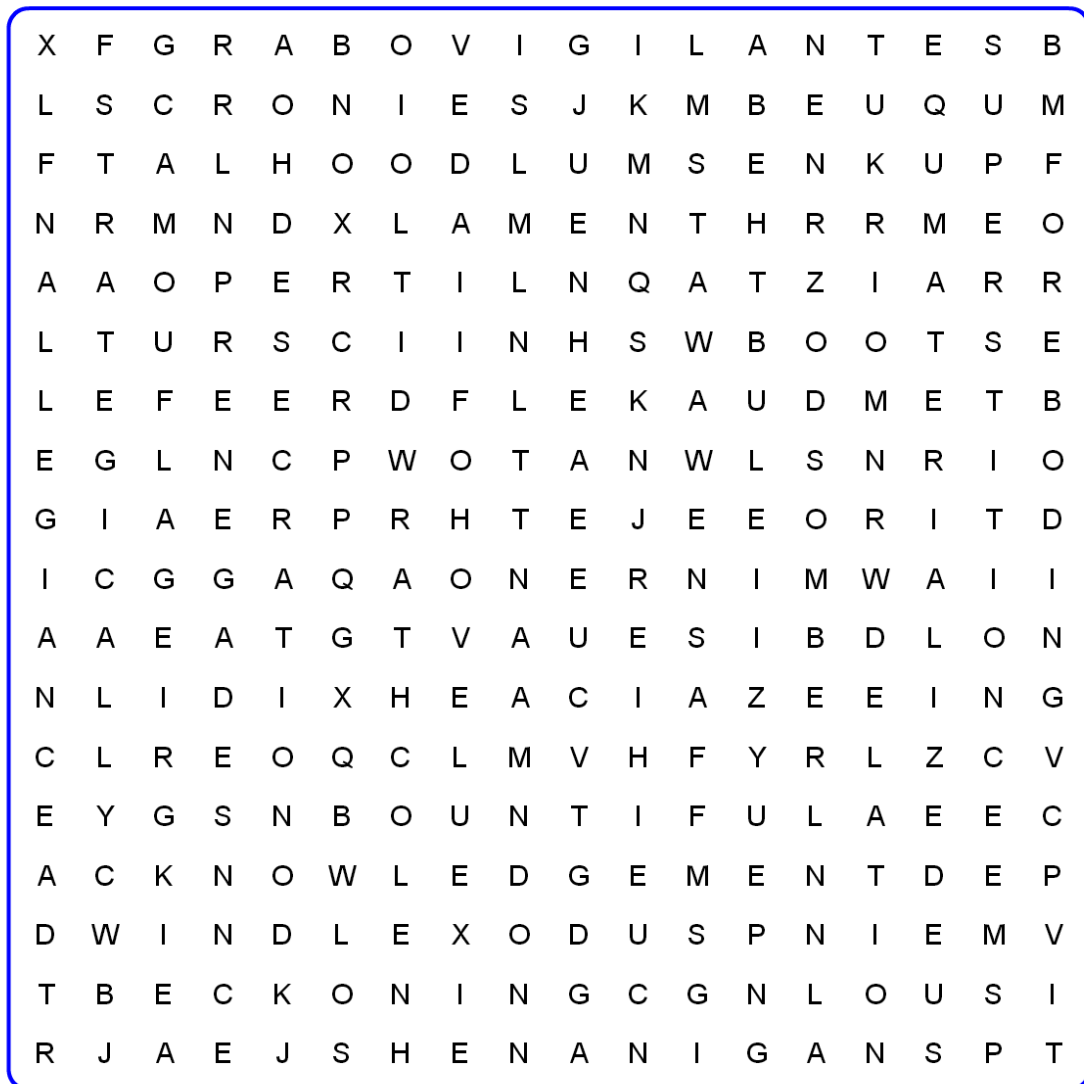 X F G R A B O V I G I L A N T E S B
L S C R O N I E S J K M B E U Q U M
F T A L H O O D L U M S E N K U P F
N R M N D X L A M E N T H R R M E O
A A O P E R T I L N Q A T Z I A R R
L T U R S C I I N H S W B O O T S E
L E F E E R D F L E K A U D M E T B
E G L N C P W O T A N W L S N R I O
G I A E R P R H T E J E E O R I T D
I C G G A Q A O N E R N I M W A I I
A A E A T G T V A U E S I B D L O N
N L I D I X H E A C I A Z E E I N G
C L R E O Q C L M V H F Y R L Z C V
E Y G S N B O U N T I F U L A E E C
A C K N O W L E D G E M E N T D E P
D W I N D L E X O D U S P N I E M V
T B E C K O N I N G C G N L O U S I
R J A E J S H E N A N I G A N S P T